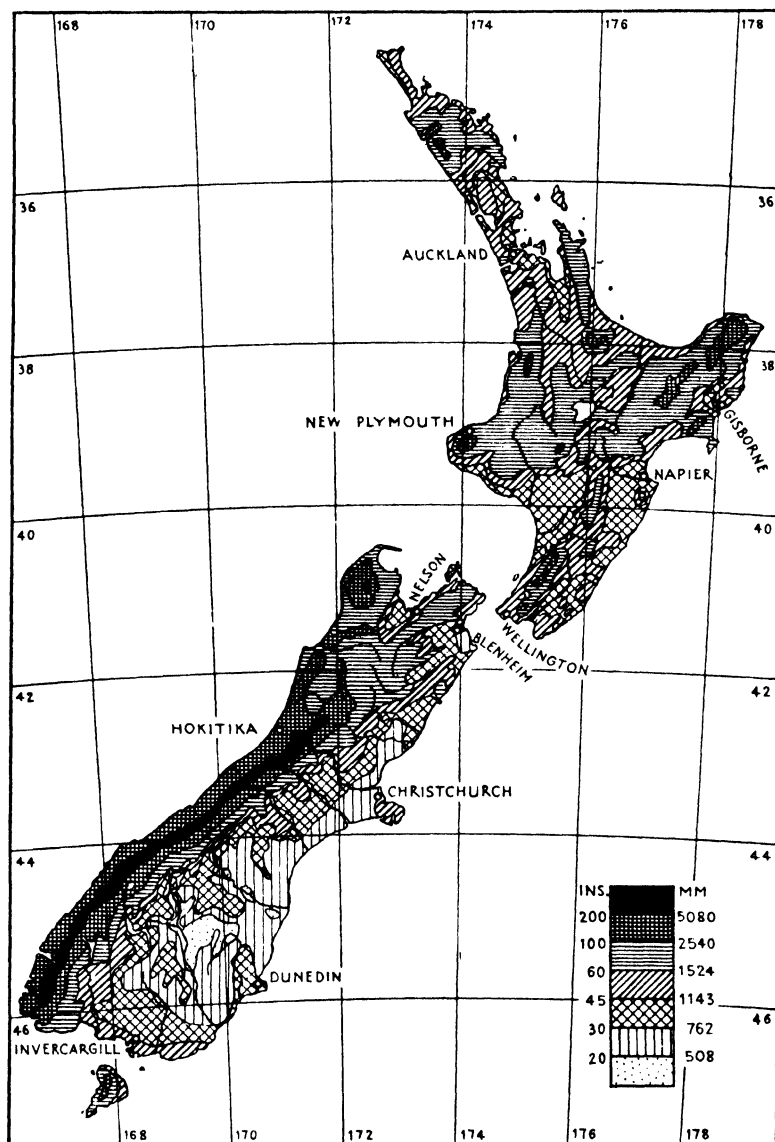 168 170 172 174 176 178
36 36
AUCKLAND
38 38
NEW PLYMOUTH
GISBORNE
NAPIER
40 40
NELSON
WELLINGTON
BLENHEIM
42 42
HOKITIKA
CHRISTCHURCH
44 44
INS. MM
200 5080
100 2540
60 1524
45 1143
30 762
20 508
DUNEDIN
46 46
INVERCARGILL
168 170 172 174 176 178